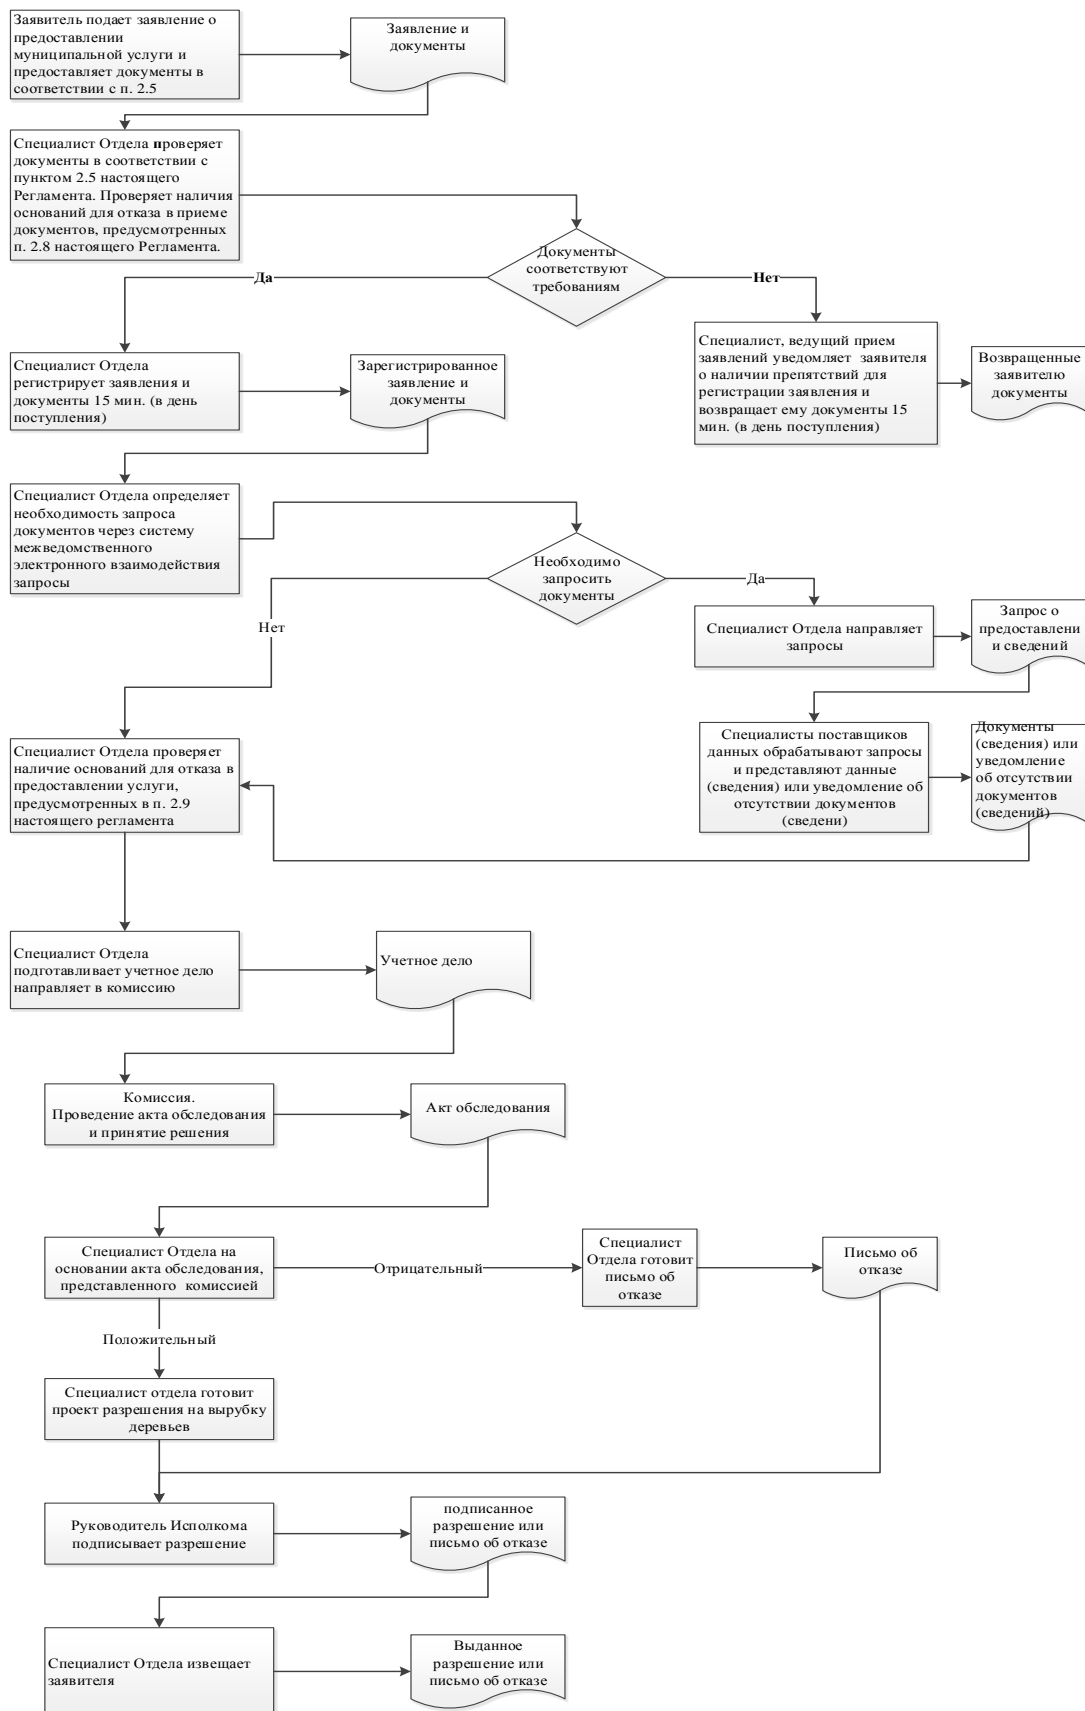 Заявитель подает заявление о
предоставлении
муниципальной услуги и
предоставляет документы в
соответствии с п. 2.5
Заявление и
документы
Специалист Отдела проверяет
документы в соответствии с
пунктом 2.5 настоящего
Регламента. Проверяет наличия
оснований для отказа в приеме
документов, предусмотренных
п. 2.8 настоящего Регламента.
Документы
соответствуют
требованиям
Да
Нет
Специалист Отдела
регистрирует заявления и
документы 15 мин. (в день
поступления)
Зарегистрированное
заявление и
документы
Специалист, ведущий прием
заявлений уведомляет заявителя
о наличии препятствий для
регистрации заявления и
возвращает ему документы 15
мин. (в день поступления)
Возвращенные
заявителю
документы
Специалист Отдела определяет
необходимость запроса
документов через систему
межведомственного
электронного взаимодействия
запросы
Необходимо
запросить
документы
Да
Нет
Специалист Отдела направляет
запросы
Запрос о
предоставлени
и сведений
Специалист Отдела проверяет
наличие оснований для отказа в
предоставлении услуги,
предусмотренных в п. 2.9
настоящего регламента
Специалисты поставщиков
данных обрабатывают запросы
и представляют данные
(сведения) или уведомление об
отсутствии документов
(сведени)
Документы
(сведения) или
уведомление
об отсутствии
документов
(сведений)
Специалист Отдела
подготавливает учетное дело
направляет в комиссию
Учетное дело
Комиссия.
Проведение акта обследования
и принятие решения
Акт обследования
Специалист Отдела на
основании акта обследования,
представленного комиссией
Отрицательный
Специалист
Отдела готовит
письмо об
отказе
Письмо об
отказе
Положительный
Специалист отдела готовит
проект разрешения на вырубку
деревьев
Руководитель Исполкома
подписывает разрешение
подписанное
разрешение или
письмо об отказе
Специалист Отдела извещает
заявителя
Выданное
разрешение или
письмо об отказе